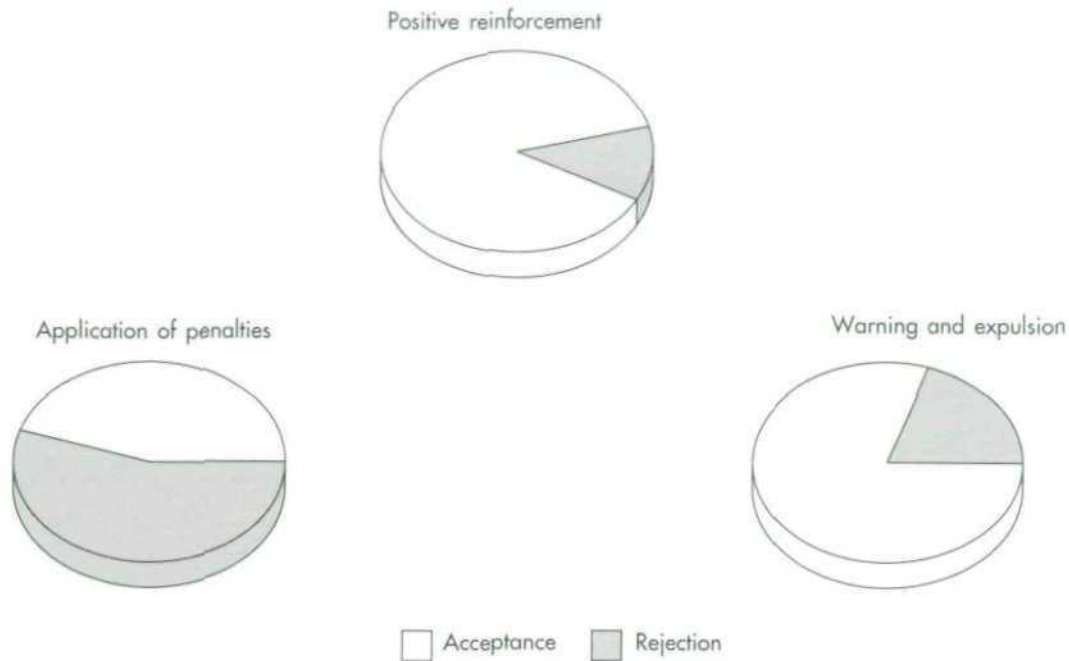 Positive reinforcement
Application of penalties
Warning and expulsion
Acceptance
Rejection